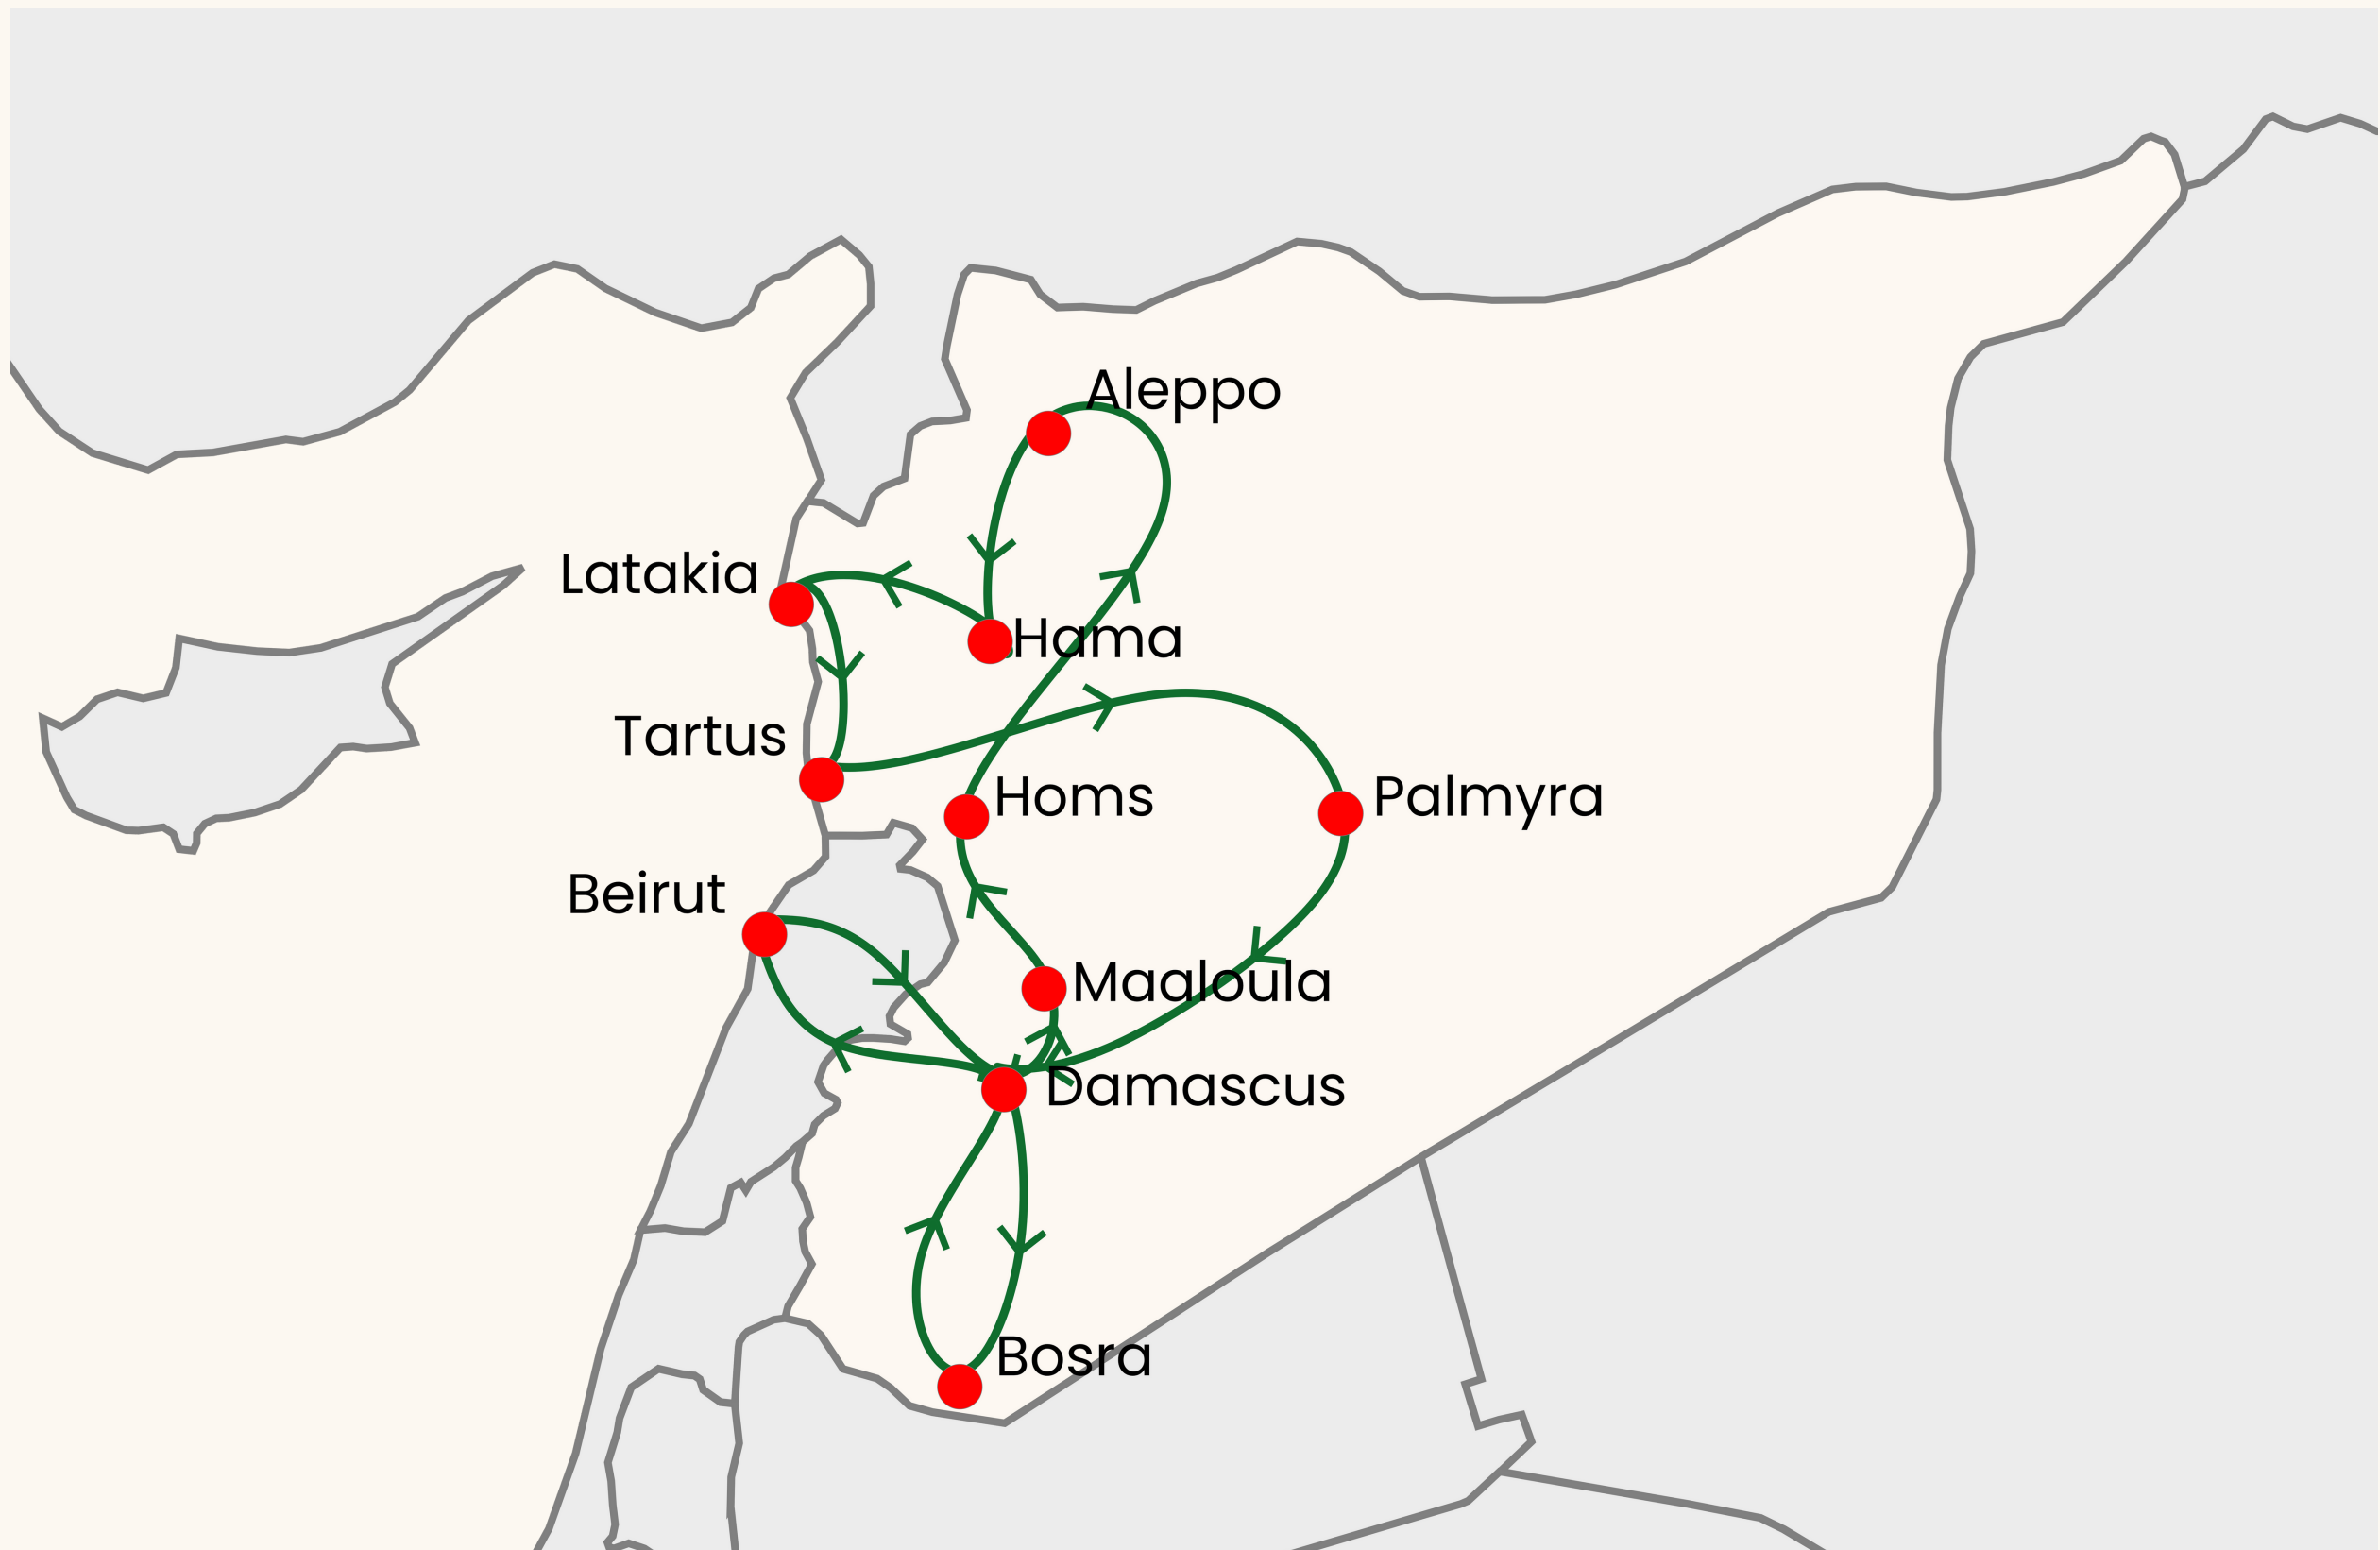 Aleppo
Latakia
Hama
Tartus
Homs
Palmyra
Beirut
Maaloula
Damascus
Bosra